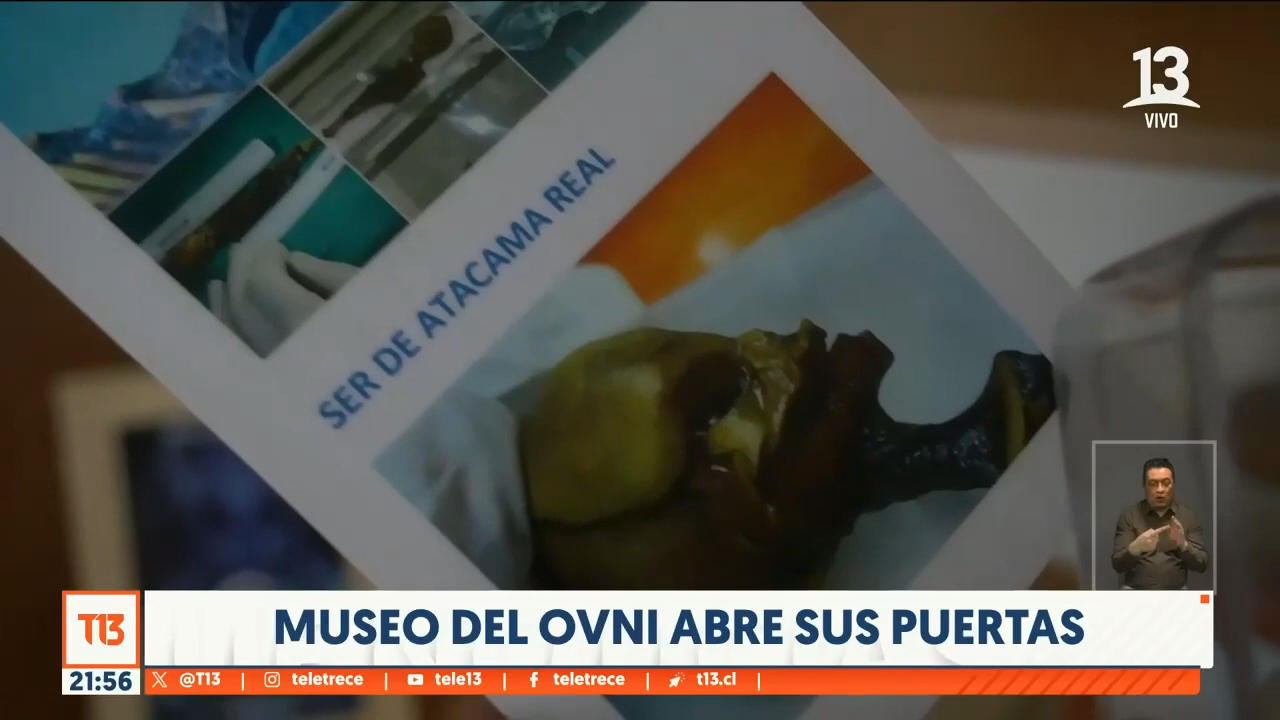 13
VIVO
SER DE ATACAMA REAL
T13
MUSEO DEL OVNI ABRE SUS PUERTAS
21:56
@T13 | teletrece | tele13 | teletrece | t13.cl |